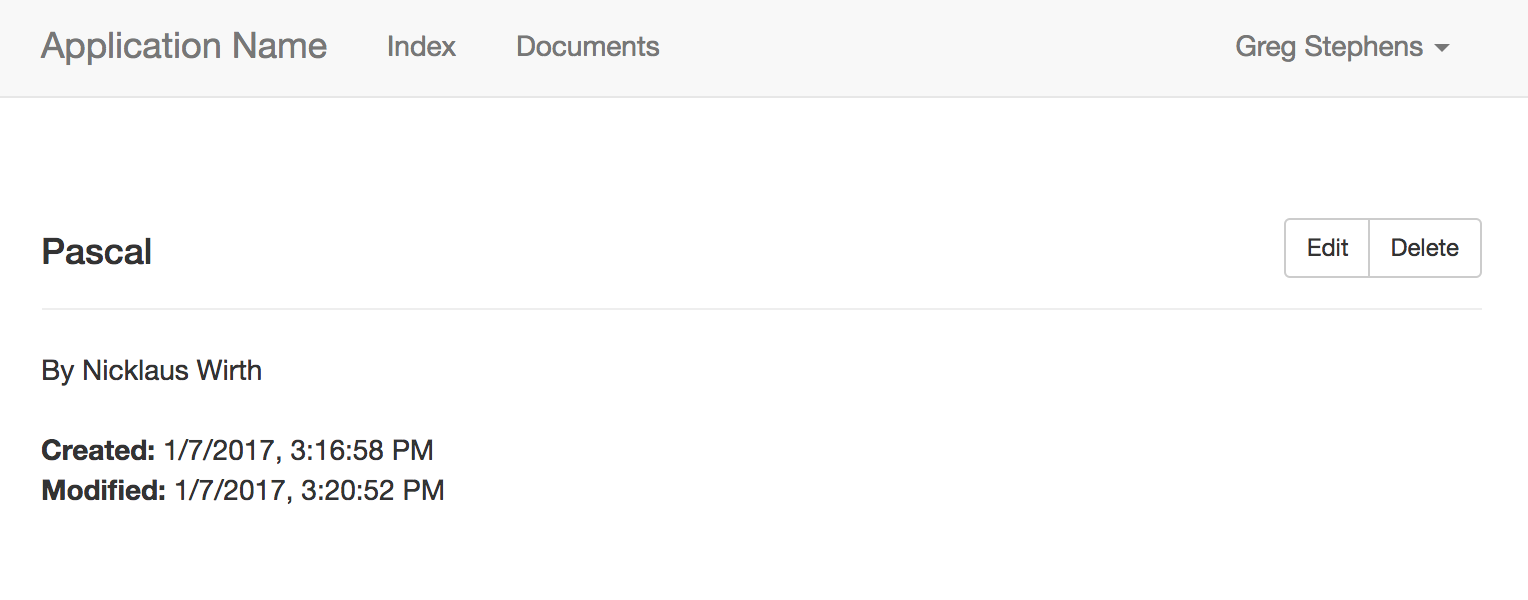 Application Name Index Documents Greg Stephens
Pascal Edit Delete
By Nicklaus Wirth
Created: 1/7/2017, 3:16:58 PM
Modified: 1/7/2017, 3:20:52 PM